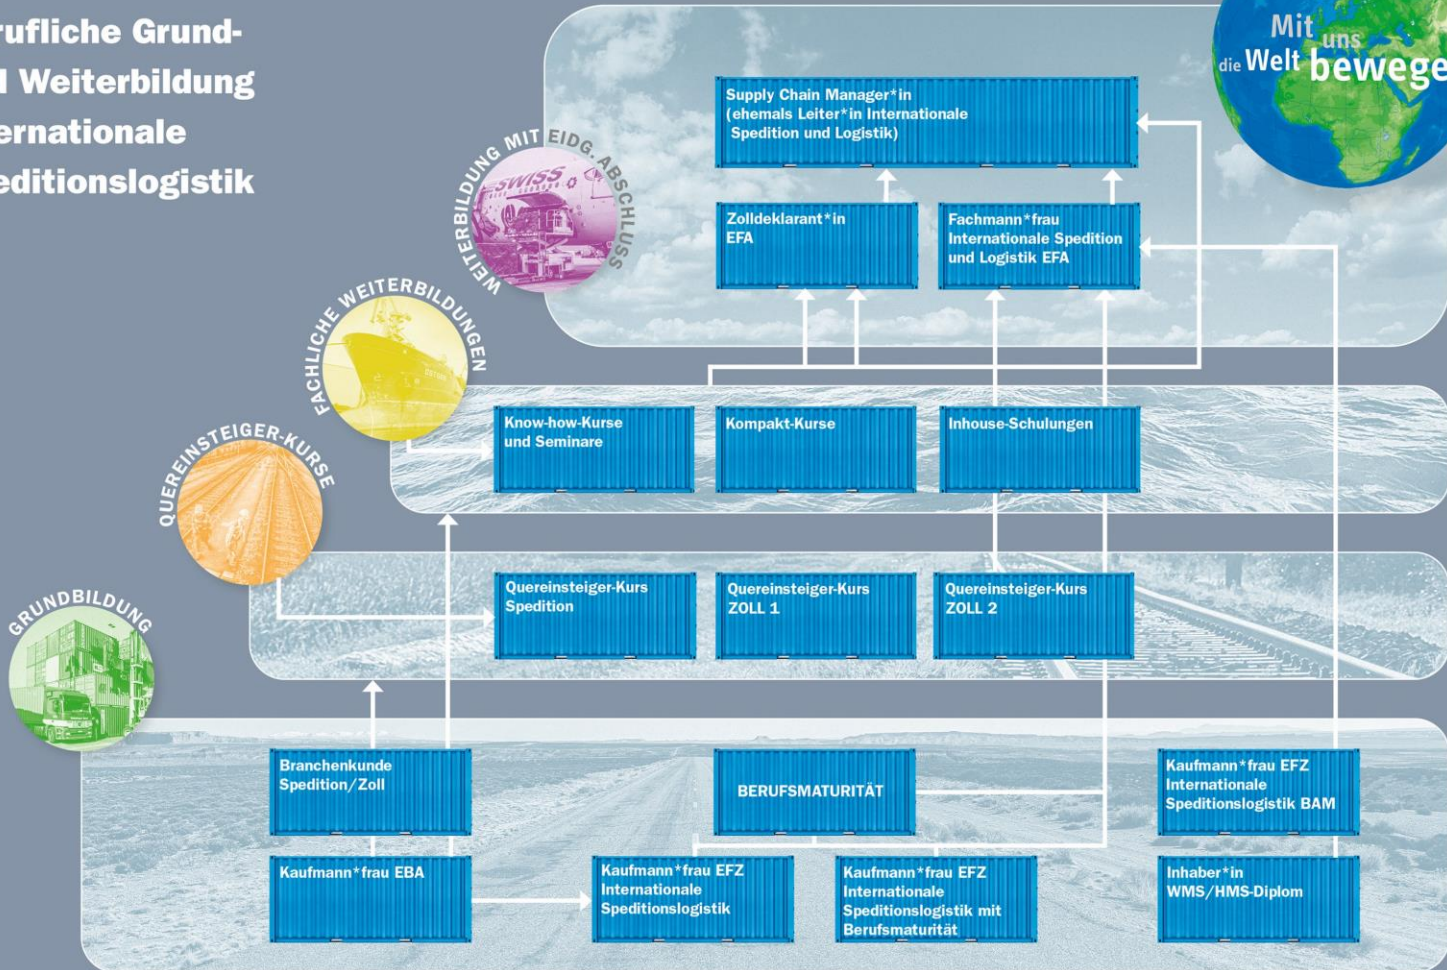 rufliche Grund-
Weiterbildung
ernationale
editionslogistik
Mit uns
die Welt bewege
Supply Chain Manager*in
(ehemals Leiter*in Internationale
Spedition und Logistik)
WEITERBILDUNG MIT EIDG. ABSCHLUSS
SWISS
Zolldeklarant*in
EFA
Fachmann*frau
Internationale Spedition
und Logistik EFA
FACHLICHE WEITERBILDUNGEN
Know-how-Kurse
und Seminare
Kompakt-Kurse
Inhouse-Schulungen
QUEREINSTEIGER-KURSE
Quereinsteiger-Kurs
Spedition
Quereinsteiger-Kurs
ZOLL 1
Quereinsteiger-Kurs
ZOLL 2
GRUNDBILDUNG
Branchenkunde
Spedition/Zoll
BERUFSMATURITÄT
Kaufmann*frau EFZ
Internationale
Speditionslogistik BAM
Kaufmann*frau EBA
Kaufmann*frau EFZ
Internationale
Speditionslogistik
Kaufmann*frau EFZ
Internationale
Speditionslogistik mit
Berufsmaturität
Inhaber*in
WMS/HMS-Diplom